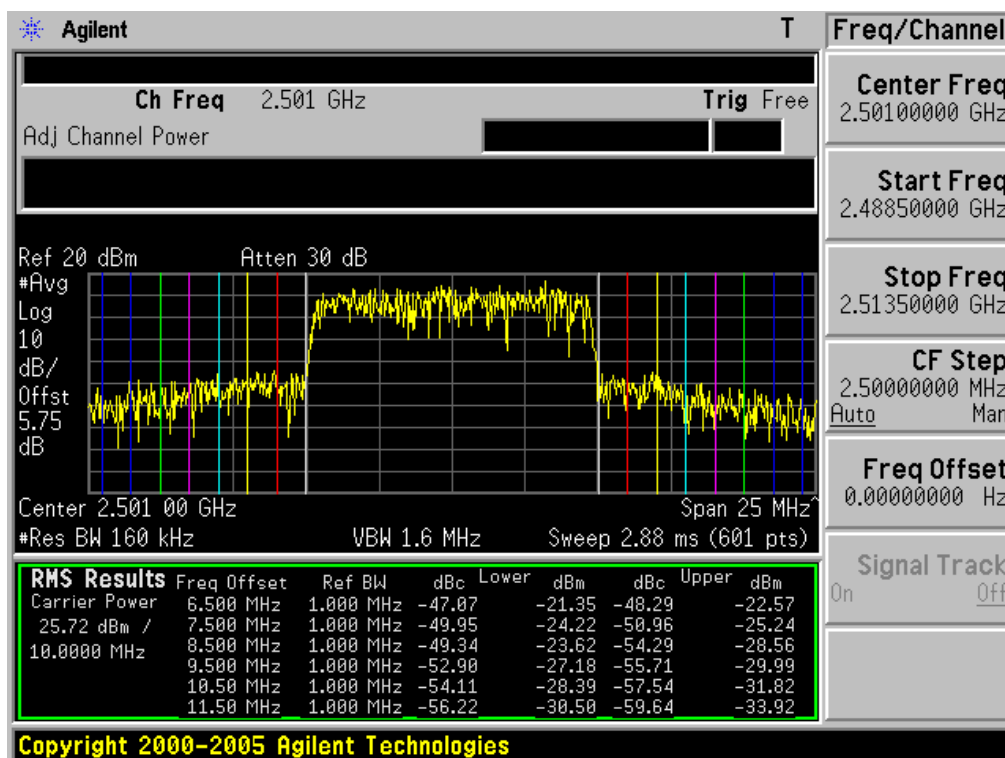 Agilent T
Freq/Channel
Ch Freq 2.501 GHz Trig Free
Adj Channel Power
Center Freq
2.50100000 GHz
Start Freq
2.48850000 GHz
Stop Freq
2.51350000 GHz
CF Step
2.50000000 MHz
Auto Man
Freq Offset
0.00000000 Hz
Signal Track
On Off
Ref 20 dBm Atten 30 dB
#Avg
Log
10
dB/
Offst
5.75
dB
Center 2.501 00 GHz Span 25 MHz^
#Res BW 160 kHz VBW 1.6 MHz Sweep 2.88 ms (601 pts)
RMS Results Freq Offset Ref BW dBc Lower dBm dBc Upper dBm
Carrier Power 6.500 MHz 1.000 MHz -47.07 -21.35 -48.29 -22.57
25.72 dBm / 7.500 MHz 1.000 MHz -49.95 -24.22 -50.96 -25.24
10.0000 MHz 8.500 MHz 1.000 MHz -49.34 -23.62 -54.29 -28.56
9.500 MHz 1.000 MHz -52.90 -27.18 -55.71 -29.99
10.50 MHz 1.000 MHz -54.11 -28.39 -57.54 -31.82
11.50 MHz 1.000 MHz -56.22 -30.50 -59.64 -33.92
Copyright 2000-2005 Agilent Technologies